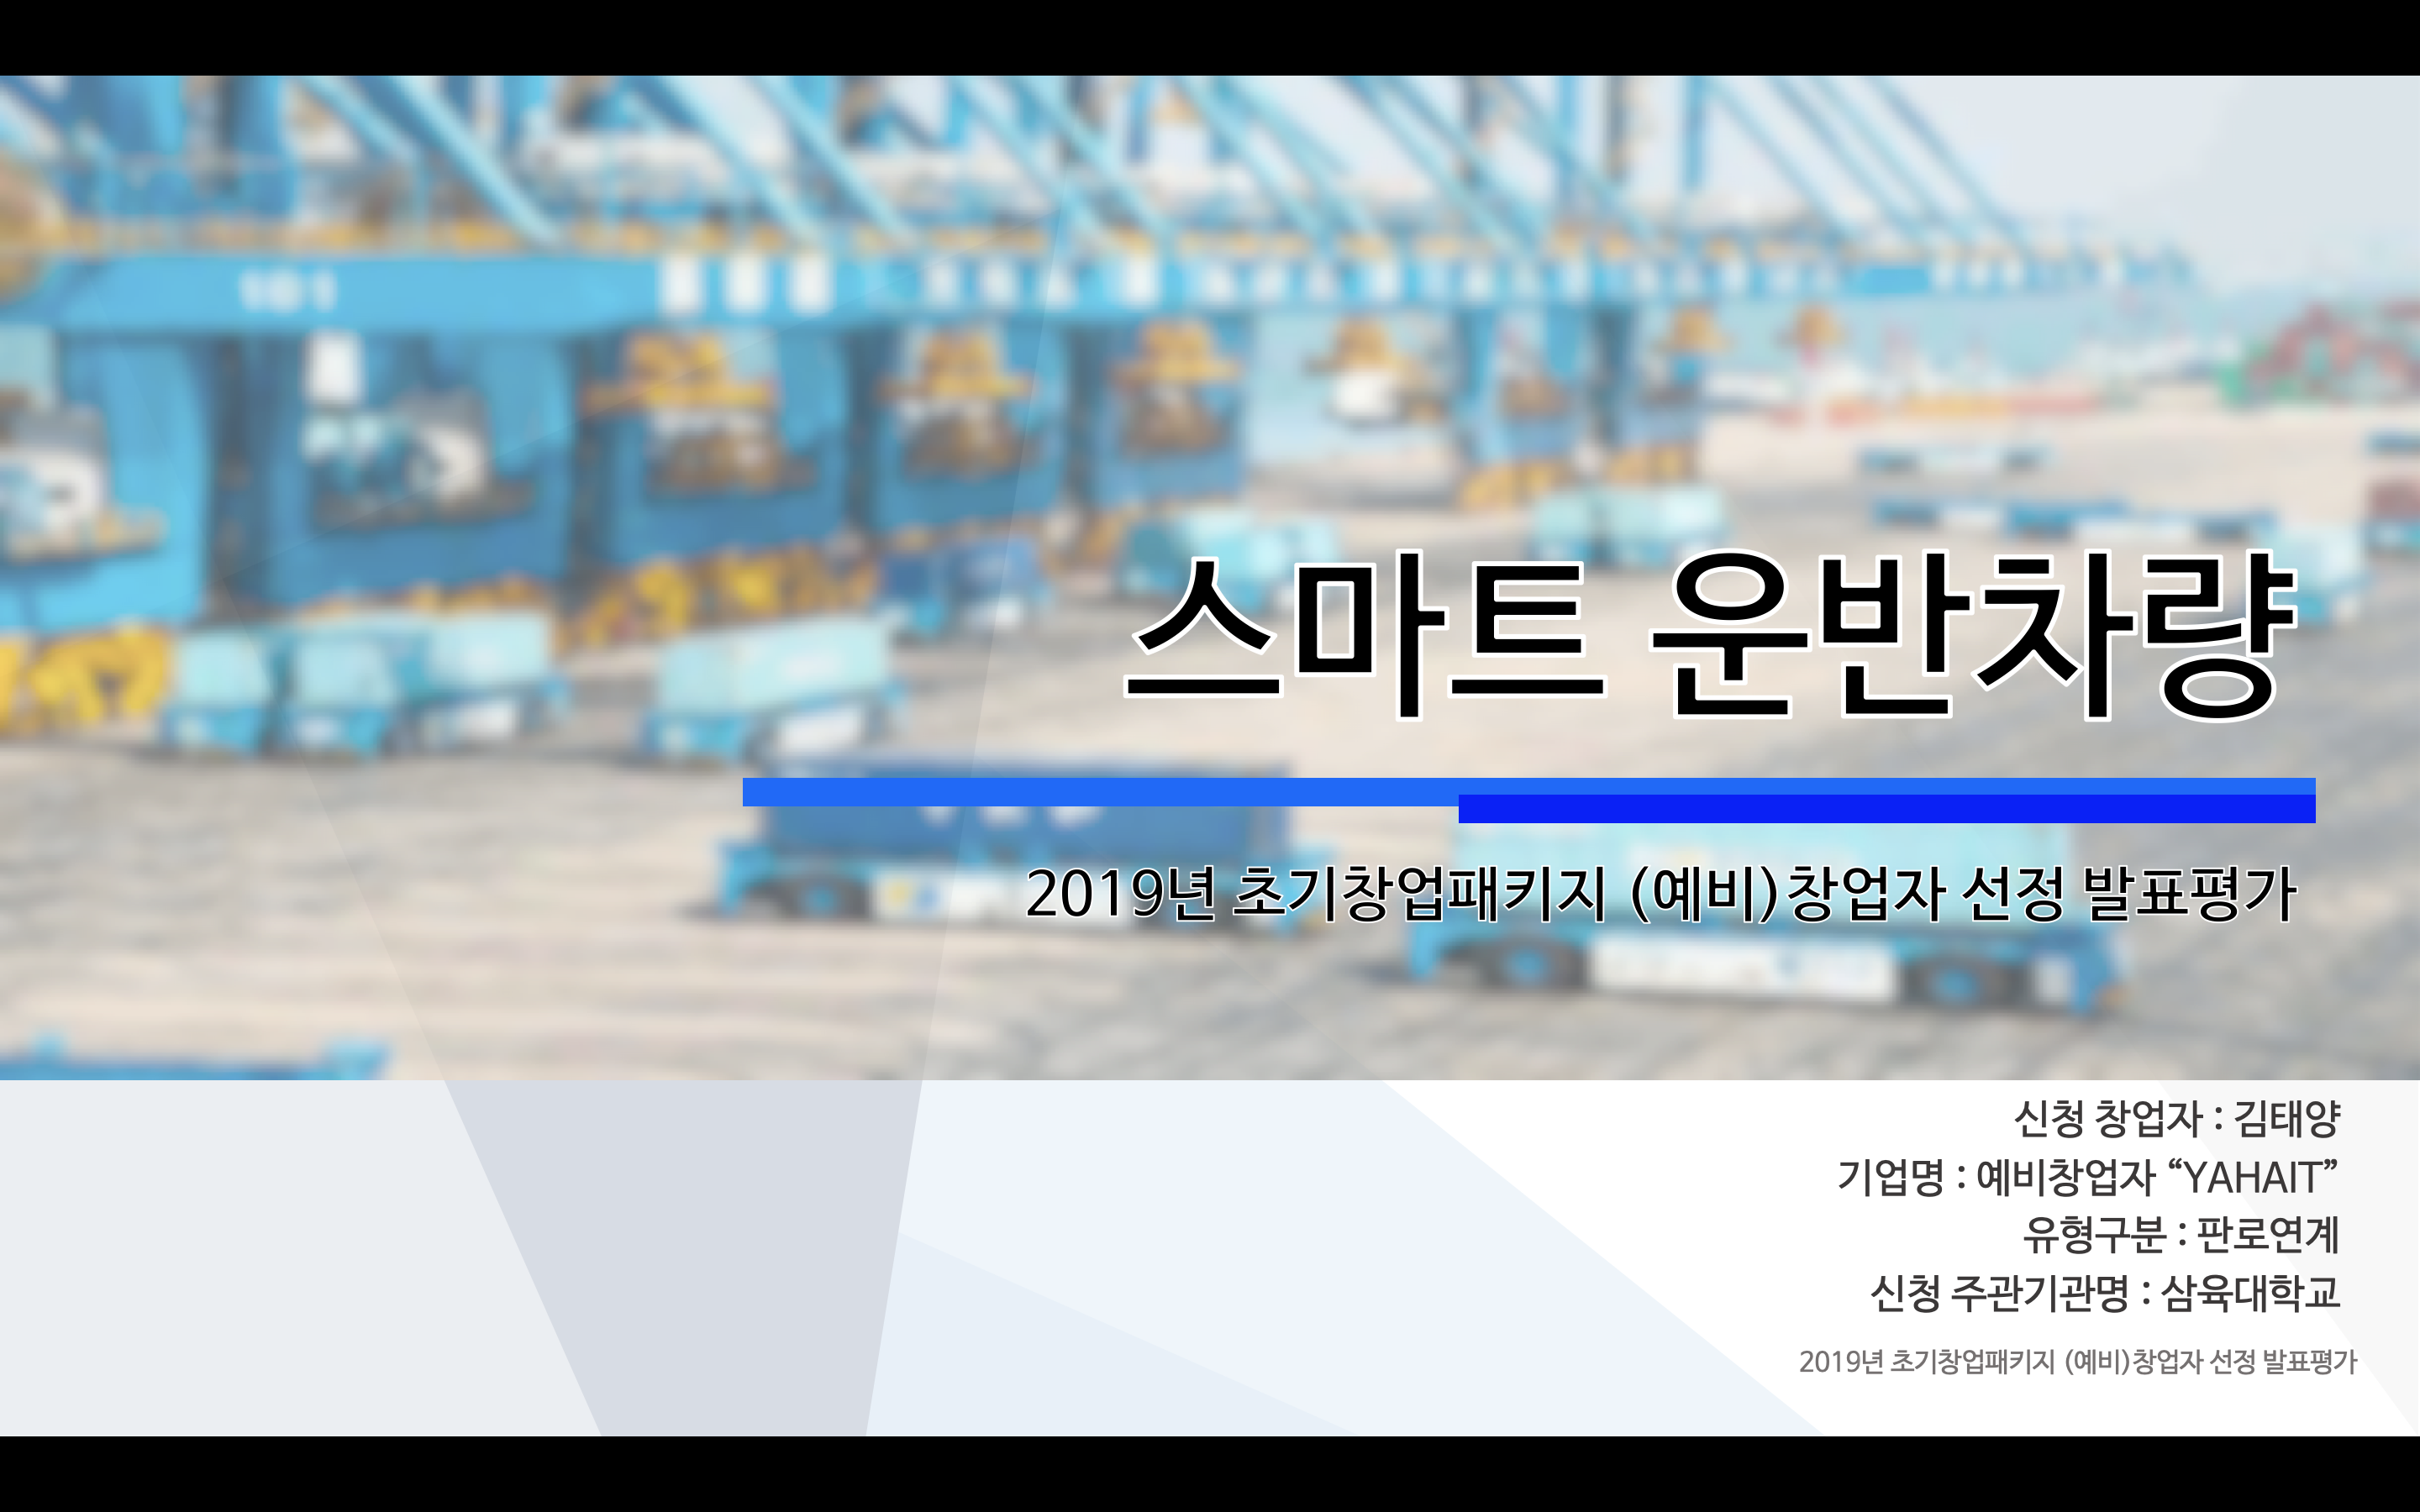 101
스마트 운반차량
2019년 초기창업패키지 (예비)창업자 선정 발표평가
신청 창업자 : 김태양
기업명 : 예비창업자 “YAHAIT”
유형구분 : 판로연계
신청 주관기관명 : 삼육대학교
2019년 초기창업패키지 (예비)창업자 선정 발표평가